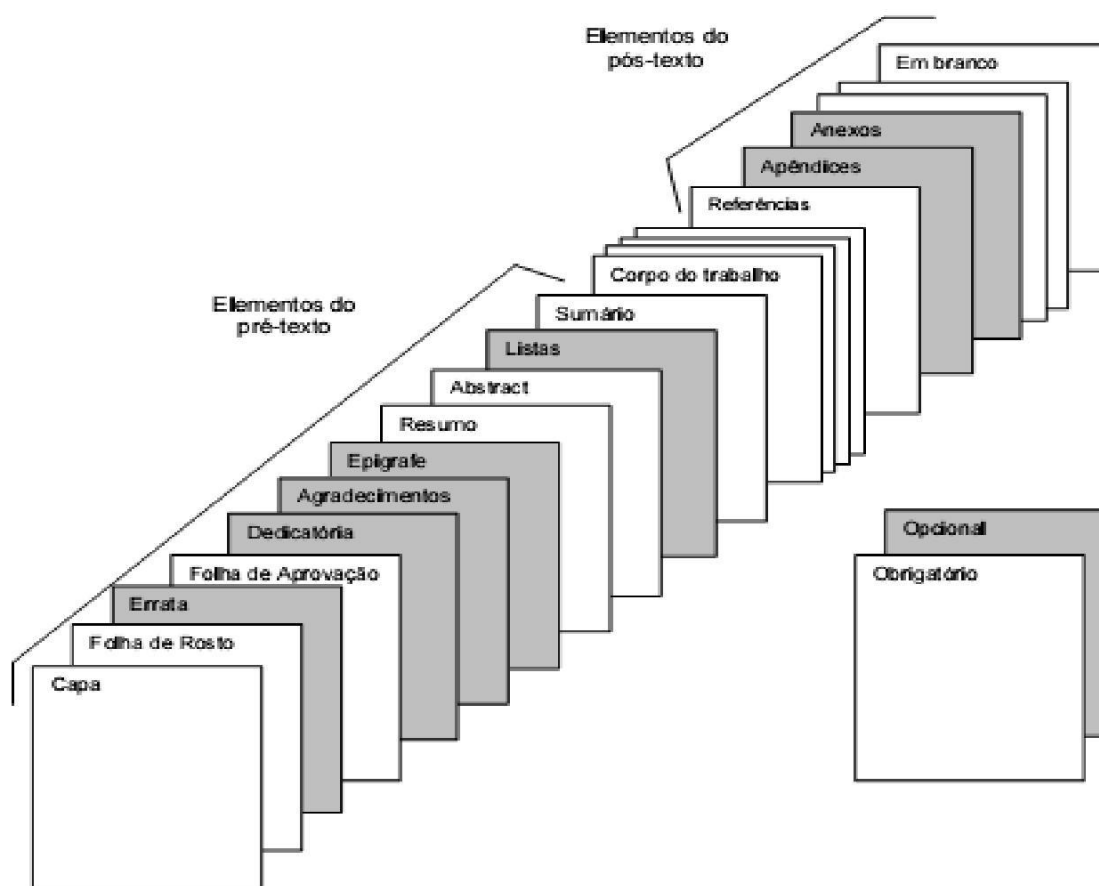 Elementos do
pós-texto
Em branco
Anexos
Apêndices
Referências
Corpo do trabalho
Elementos do
pré-texto
Sumário
Listas
Abstract
Resumo
Epígrafe
Agradecimentos
Dedicatória
Folha de Aprovação
Errata
Folha de Rosto
Capa
Opcional
Obrigatório